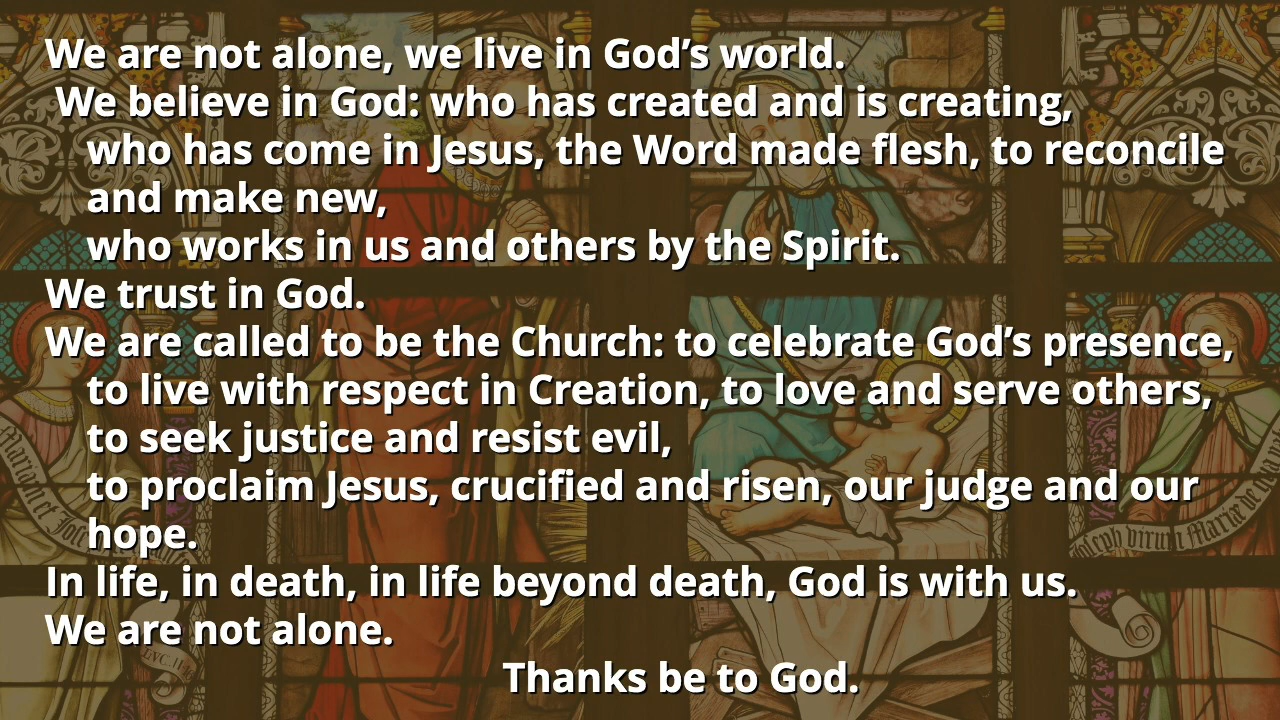 We are not alone, we live in God’s world.
We believe in God: who has created and is creating,
who has come in Jesus, the Word made flesh, to reconcile
and make new,
who works in us and others by the Spirit.
We trust in God.
We are called to be the Church: to celebrate God’s presence,
to live with respect in Creation, to love and serve others,
to seek justice and resist evil,
to proclaim Jesus, crucified and risen, our judge and our
hope.
In life, in death, in life beyond death, God is with us.
We are not alone.
Thanks be to God.